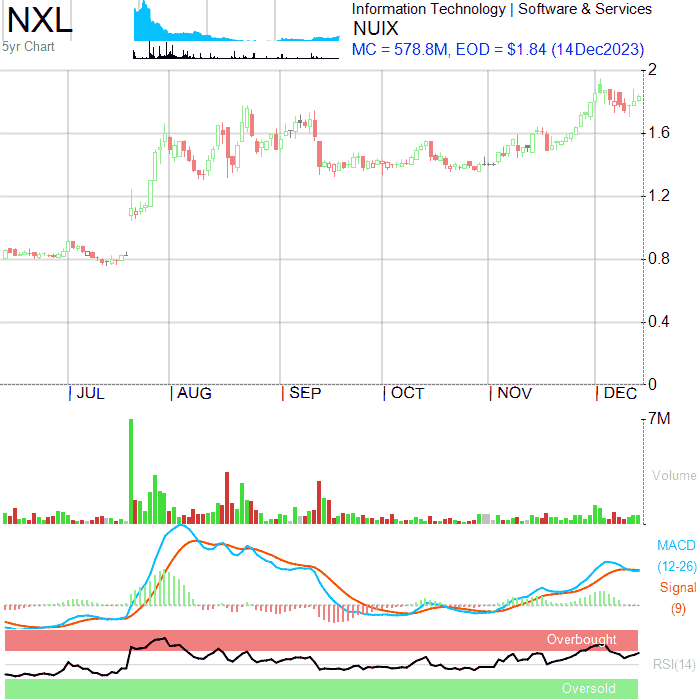 NXL
5yr Chart
Information Technology | Software & Services
NUIX
MC = 578.8M, EOD = $1.84 (14Dec2023)
2
1.6
1.2
0.8
0.4
0
JUL
AUG
SEP
OCT
NOV
DEC
7M
Volume
MACD
(12-26)
Signal
(9)
Overbought
RSI(14)
Oversold